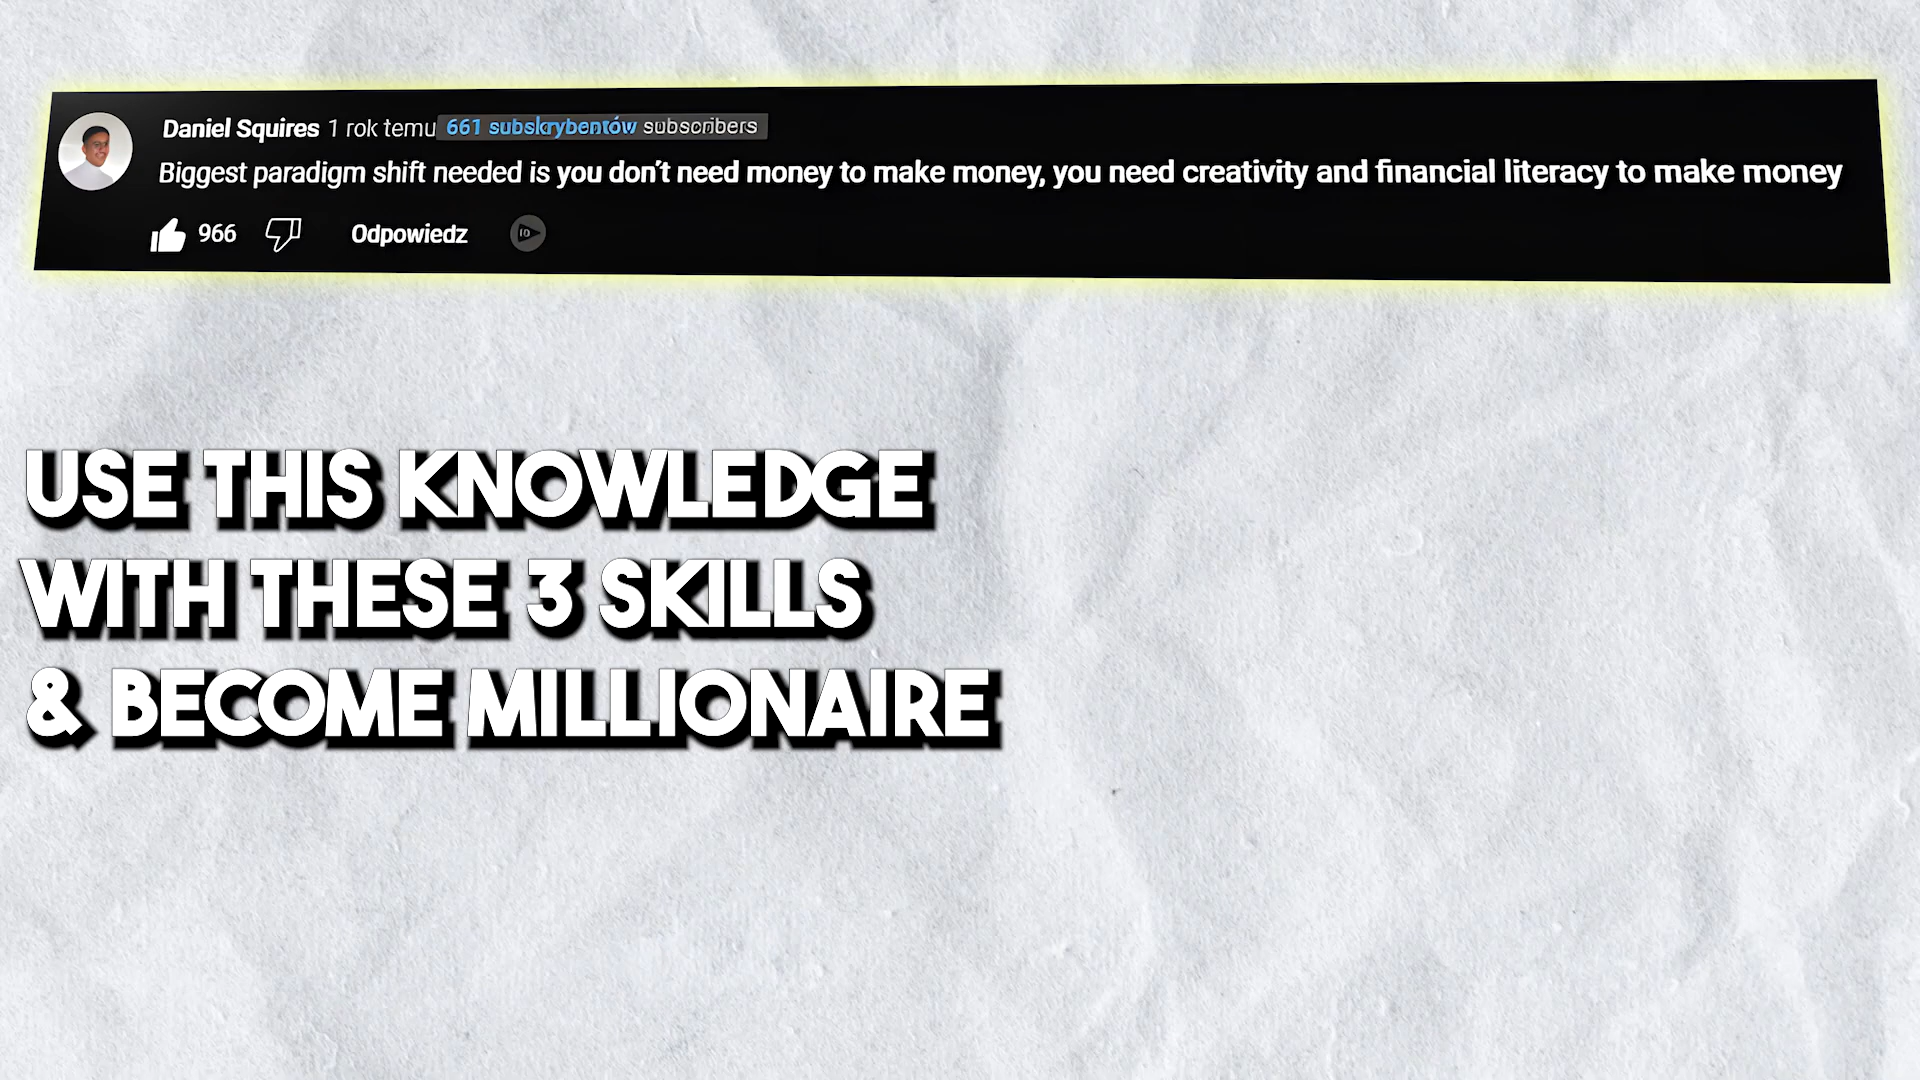 Daniel Squires 1 rok temu 661 subskrybentów subscribers
Biggest paradigm shift needed is you don't need money to make money, you need creativity and financial literacy to make money
966 Odpowiedz
USE THIS KNOWLEDGE
WITH THESE 3 SKILLS
& BECOME MILLIONAIRE